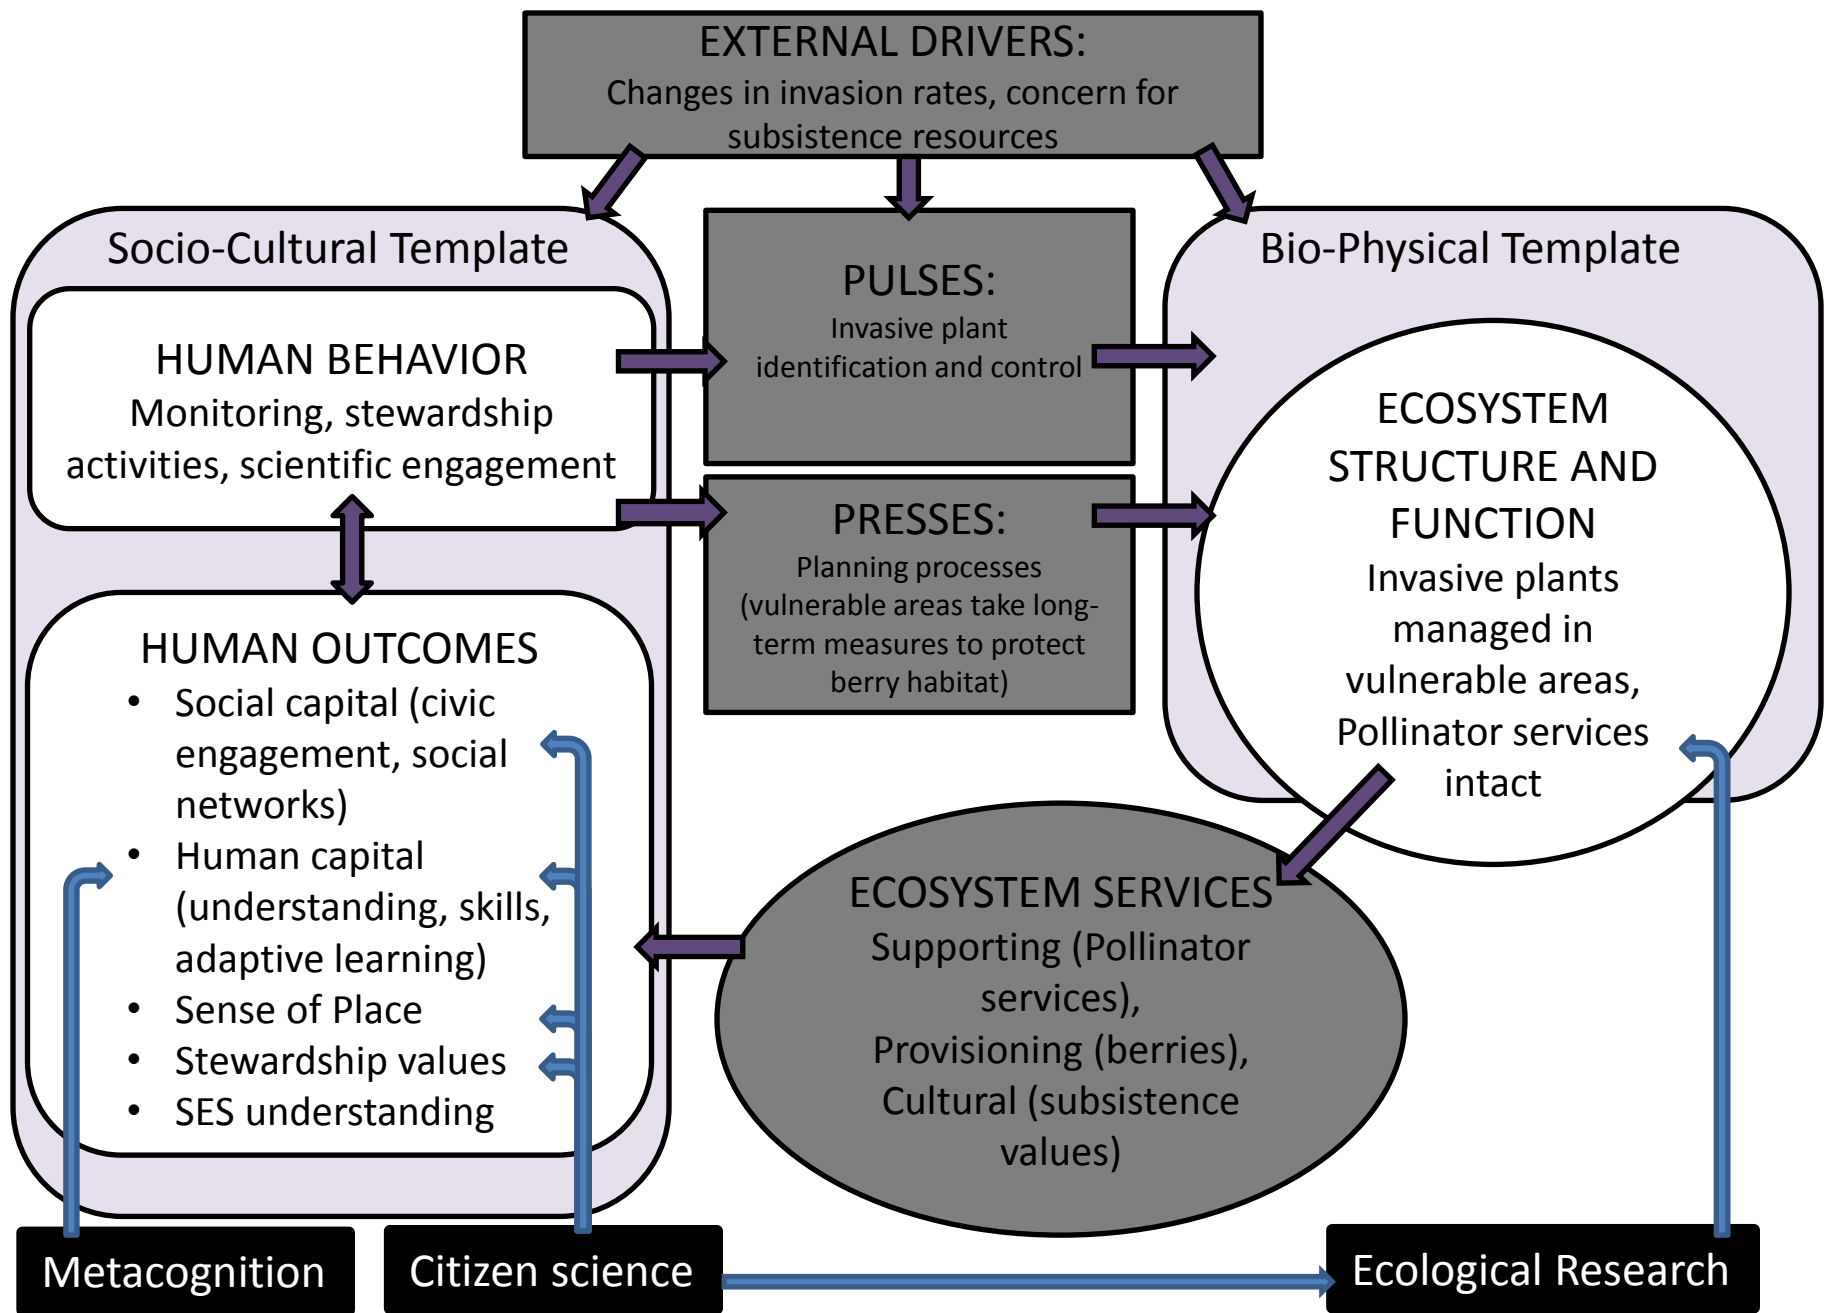 EXTERNAL DRIVERS:
Changes in invasion rates, concern for
subsistence resources
Socio-Cultural Template
HUMAN BEHAVIOR
Monitoring, stewardship
activities, scientific engagement
HUMAN OUTCOMES
• Social capital (civic
engagement, social
networks)
• Human capital
(understanding, skills,
adaptive learning)
• Sense of Place
• Stewardship values
• SES understanding
PULSES:
Invasive plant
identification and control
PRESSES:
Planning processes
(vulnerable areas take long-
term measures to protect
berry habitat)
Bio-Physical Template
ECOSYSTEM
STRUCTURE AND
FUNCTION
Invasive plants
managed in
vulnerable areas,
Pollinator services
intact
ECOSYSTEM SERVICES
Supporting (Pollinator
services),
Provisioning (berries),
Cultural (subsistence
values)
Metacognition
Citizen science
Ecological Research